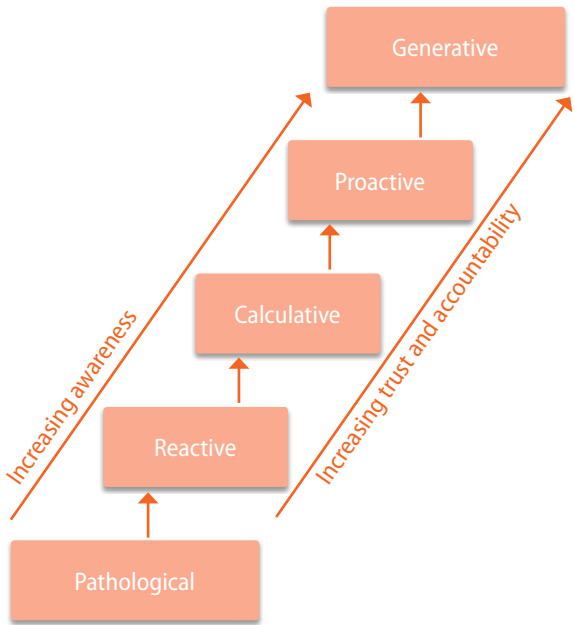 Generative
Proactive
Calculative
Reactive
Pathological
Increasing awareness
Increasing trust and accountability